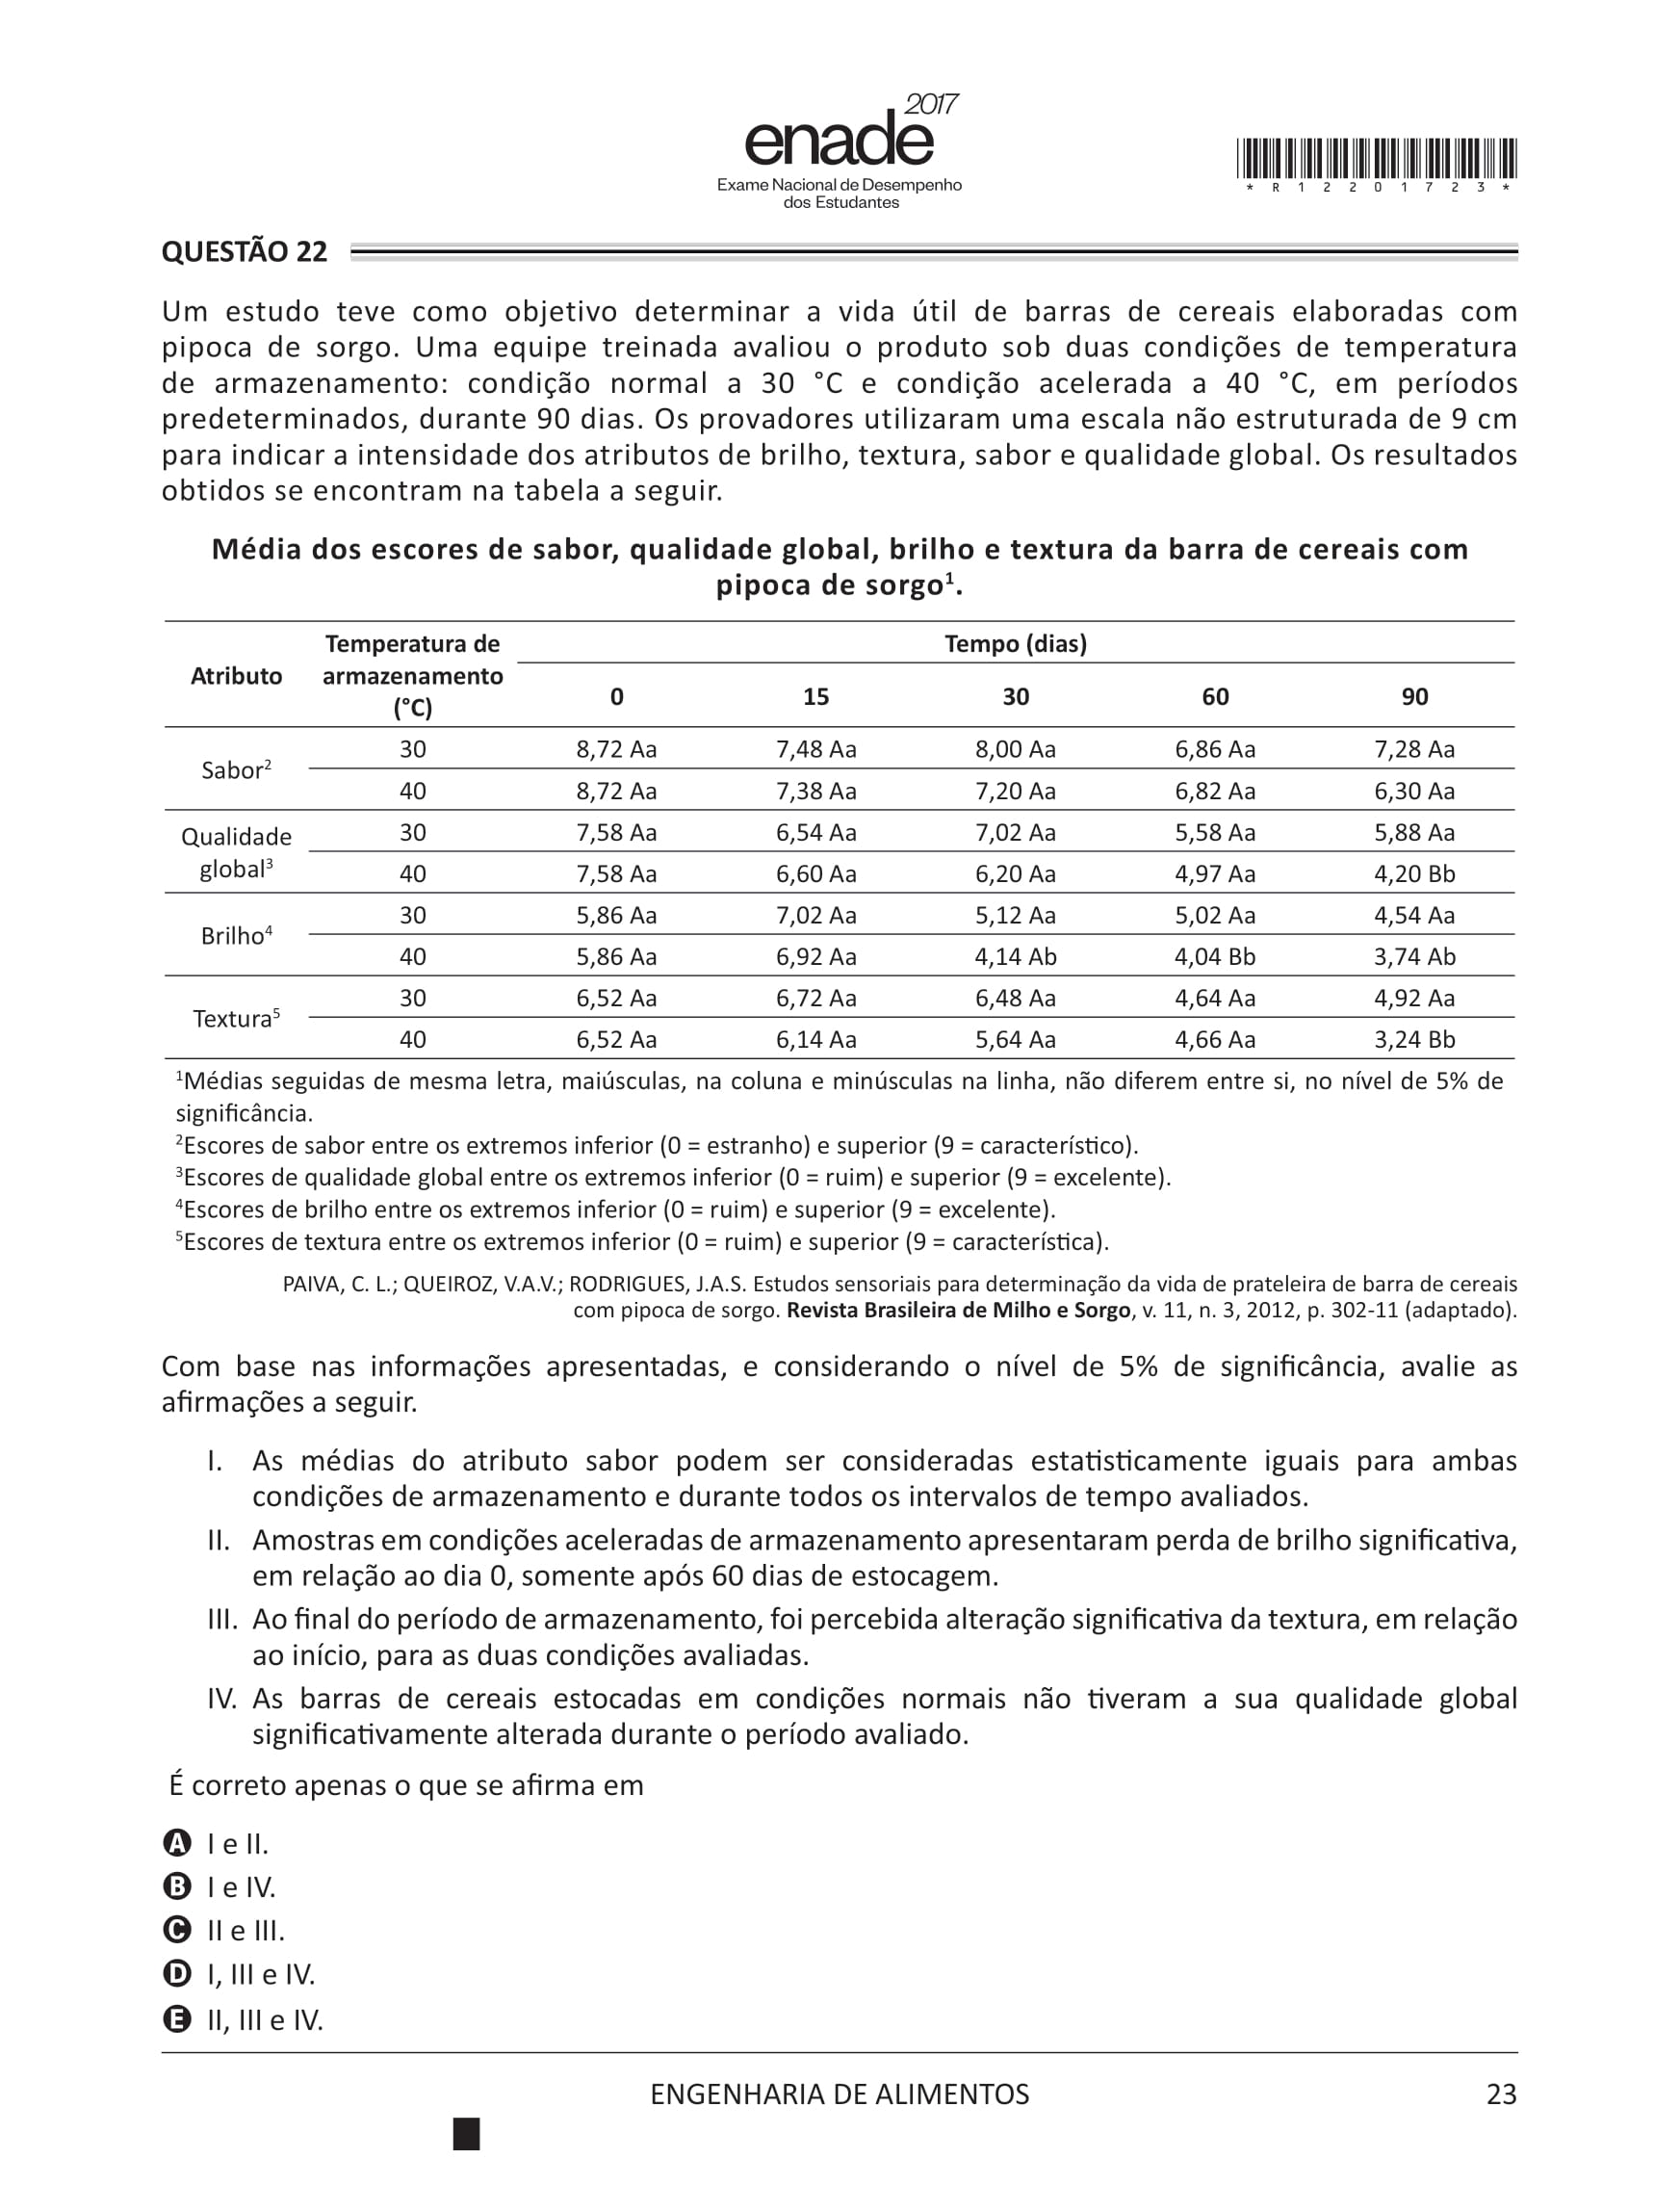 enade 2017
Exame Nacional de Desempenho
dos Estudantes
* R 1 2 2 0 1 7 2 3 *
QUESTÃO 22
Um estudo teve como objetivo determinar a vida útil de barras de cereais elaboradas com
pipoca de sorgo. Uma equipe treinada avaliou o produto sob duas condições de temperatura
de armazenamento: condição normal a 30 °C e condição acelerada a 40 °C, em períodos
predeterminados, durante 90 dias. Os provadores utilizaram uma escala não estruturada de 9 cm
para indicar a intensidade dos atributos de brilho, textura, sabor e qualidade global. Os resultados
obtidos se encontram na tabela a seguir.
Média dos escores de sabor, qualidade global, brilho e textura da barra de cereais com
pipoca de sorgo¹.
Atributo Temperatura de armazenamento (°C) Tempo (dias)
0 15 30 60 90
Sabor² 30 8,72 Aa 7,48 Aa 8,00 Aa 6,86 Aa 7,28 Aa
40 8,72 Aa 7,38 Aa 7,20 Aa 6,82 Aa 6,30 Aa
Qualidade global³ 30 7,58 Aa 6,54 Aa 7,02 Aa 5,58 Aa 5,88 Aa
40 7,58 Aa 6,60 Aa 6,20 Aa 4,97 Aa 4,20 Bb
Brilho⁴ 30 5,86 Aa 7,02 Aa 5,12 Aa 5,02 Aa 4,54 Aa
40 5,86 Aa 6,92 Aa 4,14 Ab 4,04 Bb 3,74 Ab
Textura⁵ 30 6,52 Aa 6,72 Aa 6,48 Aa 4,64 Aa 4,92 Aa
40 6,52 Aa 6,14 Aa 5,64 Aa 4,66 Aa 3,24 Bb
¹Médias seguidas de mesma letra, maiúsculas, na coluna e minúsculas na linha, não diferem entre si, no nível de 5% de
significância.
²Escores de sabor entre os extremos inferior (0 = estranho) e superior (9 = característico).
³Escores de qualidade global entre os extremos inferior (0 = ruim) e superior (9 = excelente).
⁴Escores de brilho entre os extremos inferior (0 = ruim) e superior (9 = excelente).
⁵Escores de textura entre os extremos inferior (0 = ruim) e superior (9 = característica).
PAIVA, C. L.; QUEIROZ, V.A.V.; RODRIGUES, J.A.S. Estudos sensoriais para determinação da vida de prateleira de barra de cereais
com pipoca de sorgo. Revista Brasileira de Milho e Sorgo, v. 11, n. 3, 2012, p. 302-11 (adaptado).
Com base nas informações apresentadas, e considerando o nível de 5% de significância, avalie as
afirmações a seguir.
I. As médias do atributo sabor podem ser consideradas estatisticamente iguais para ambas
condições de armazenamento e durante todos os intervalos de tempo avaliados.
II. Amostras em condições aceleradas de armazenamento apresentaram perda de brilho significativa,
em relação ao dia 0, somente após 60 dias de estocagem.
III. Ao final do período de armazenamento, foi percebida alteração significativa da textura, em relação
ao início, para as duas condições avaliadas.
IV. As barras de cereais estocadas em condições normais não tiveram a sua qualidade global
significativamente alterada durante o período avaliado.
É correto apenas o que se afirma em
A I e II.
B I e IV.
C II e III.
D I, III e IV.
E II, III e IV.
ENGENHARIA DE ALIMENTOS 23